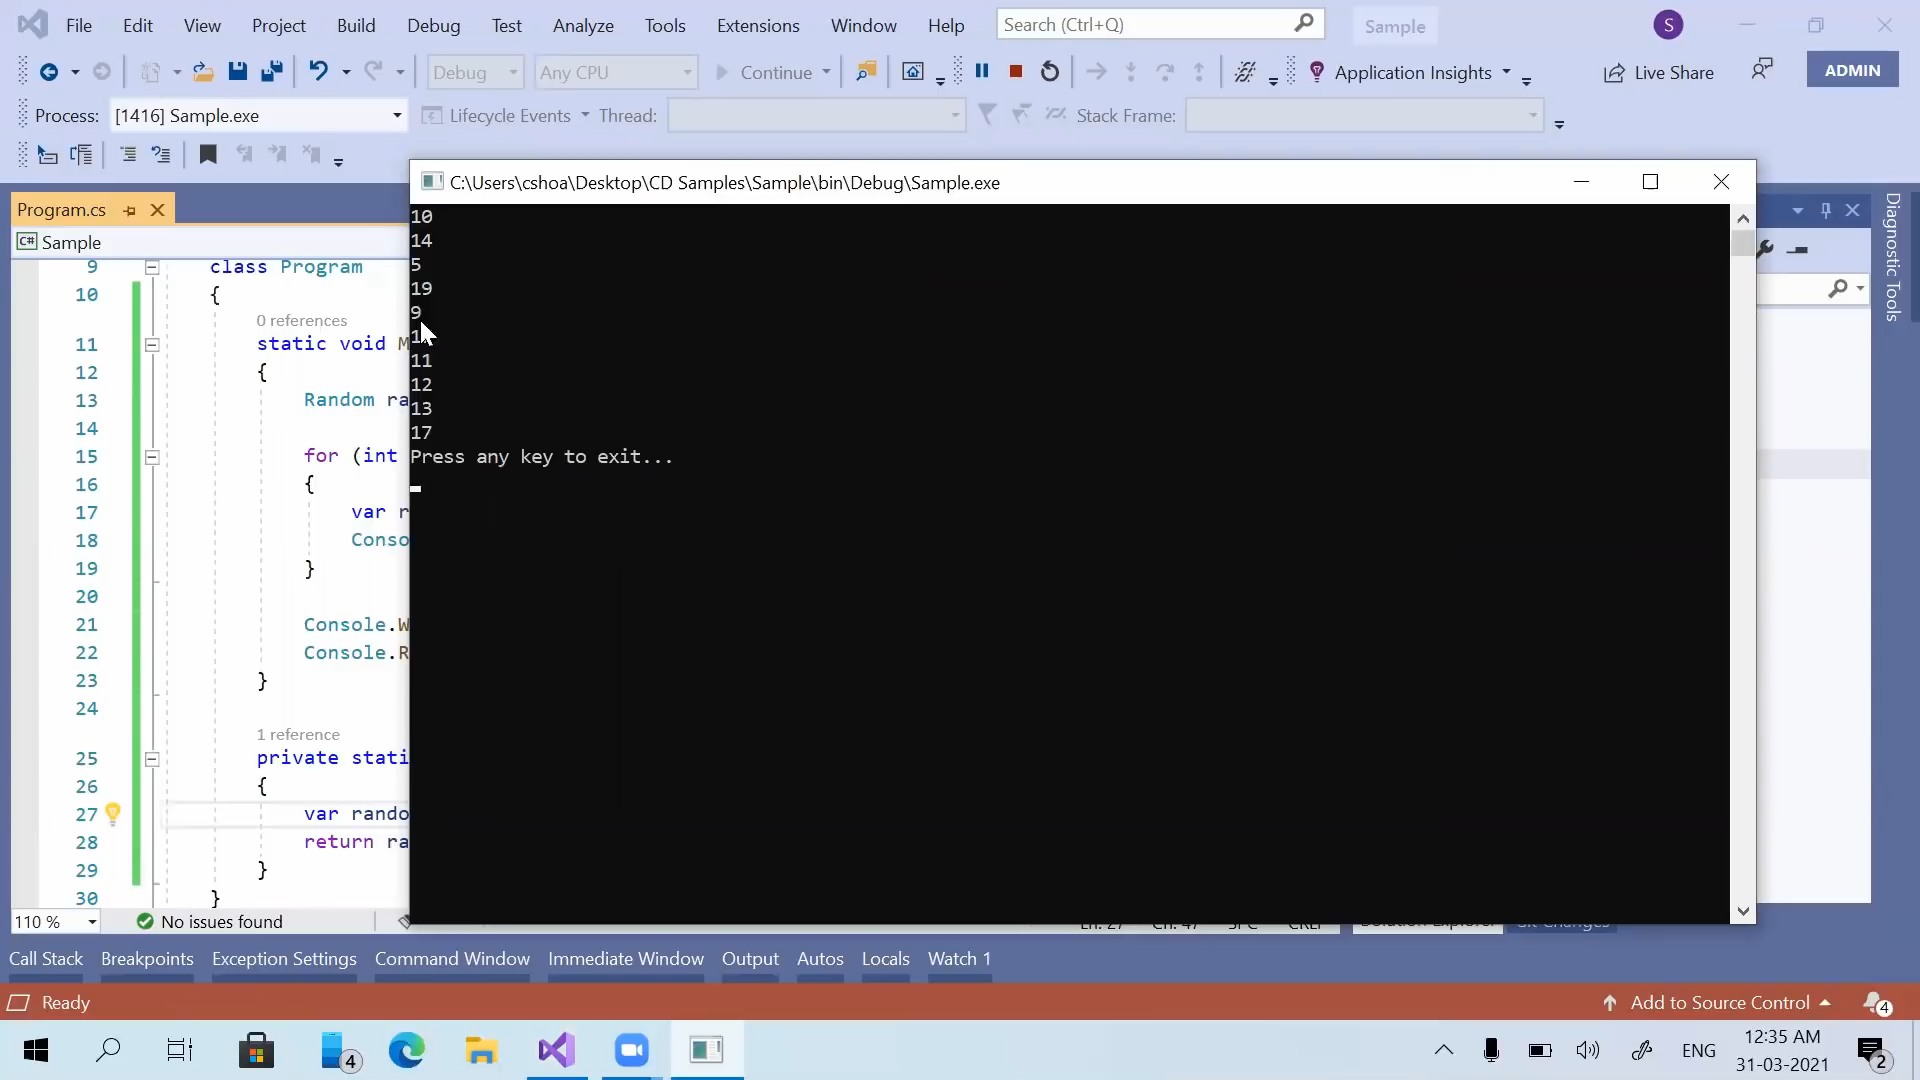 File Edit View Project Build Debug Test Analyze Tools Extensions Window Help Search (Ctrl+Q) Sample S
Debug Any CPU Continue Application Insights Live Share ADMIN
Process: [1416] Sample.exe Lifecycle Events Thread: Stack Frame:
C:\Users\cshoa\Desktop\CD Samples\Sample\bin\Debug\Sample.exe
Program.cs
C# Sample
Diagnostic Tools
10
14
5
19
9
11
12
13
17
Press any key to exit...
9 class Program
10 {
0 references
11 static void M
12 {
13 Random ra
14
15 for (int
16 {
17 var r
18 Conso
19 }
20
21 Console.W
22 Console.R
23 }
24
1 reference
25 private stati
26 {
27 var rando
28 return ra
29 }
30 }
110 % No issues found
Call Stack Breakpoints Exception Settings Command Window Immediate Window Output Autos Locals Watch 1
Ready Add to Source Control 4
4 ENG 12:35 AM
31-03-2021 2